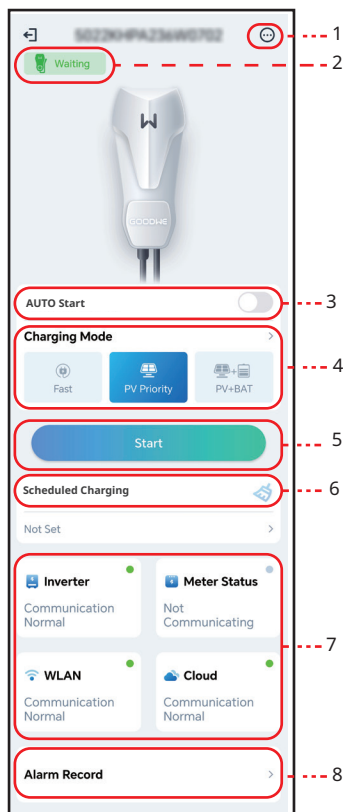 1
Waiting
2
GOODWE
AUTO Start
3
Charging Mode
Fast
PV Priority
PV+BAT
4
Start
5
Scheduled Charging
6
Not Set
Inverter
Communication
Normal
Meter Status
Not
Communicating
7
WLAN
Communication
Normal
Cloud
Communication
Normal
Alarm Record
8